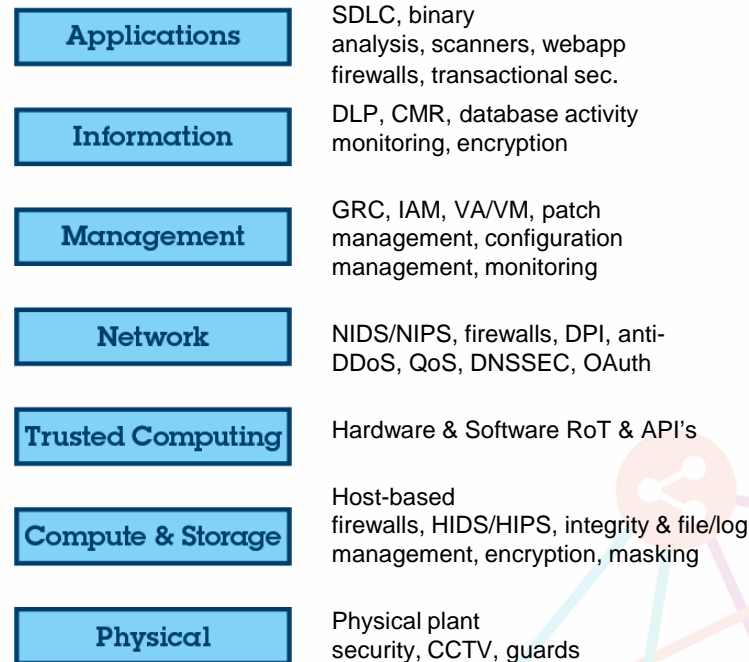 Applications
SDLC, binary
analysis, scanners, webapp
firewalls, transactional sec.
Information
DLP, CMR, database activity
monitoring, encryption
Management
GRC, IAM, VA/VM, patch
management, configuration
management, monitoring
Network
NIDS/NIPS, firewalls, DPI, anti-
DDoS, QoS, DNSSEC, OAuth
Trusted Computing
Hardware & Software RoT & API's
Compute & Storage
Host-based
firewalls, HIDS/HIPS, integrity & file/log
management, encryption, masking
Physical
Physical plant
security, CCTV, guards